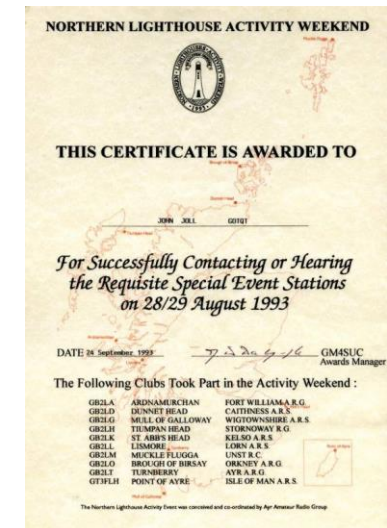 NORTHERN LIGHTHOUSE ACTIVITY WEEKEND
THIS CERTIFICATE IS AWARDED TO
JOHN JOLL GOTQI
For Successfully Contacting or Hearing
the Requisite Special Event Stations
on 28/29 August 1993
DATE 24 September 1993 GM4SUC
Awards Manager
The Following Clubs Took Part in the Activity Weekend :
GB2LA ARDNAMURCHAN FORT WILLIAM A.R.G.
GB2LD DUNNET HEAD CAITHNESS A.R.S.
GB2LG MULL OF GALLOWAY WIGTOWNSHIRE A.R.S.
GB2LH TIUMPAN HEAD STORNOWAY R.G.
GB2LK ST. ABB'S HEAD KELSO A.R.S.
GB2LL LISMORE LORN A.R.S.
GB2LM MUCKLE FLUGGA UNST R.C.
GB2LO BROUGH OF BIRSAY ORKNEY A.R.G.
GB2LT TURNBERRY AYR A.R.G.
GT3FLH POINT OF AYRE ISLE OF MAN A.R.S.
The Northern Lighthouse Activity Event was conceived and co-ordinated by Ayr Amateur Radio Group